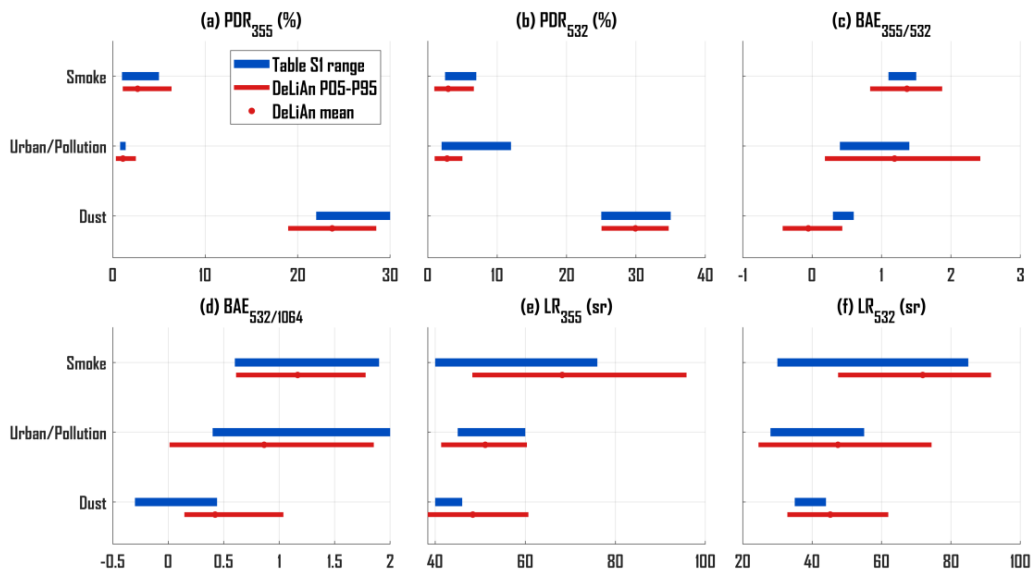 (a) PDR355 (%)
(b) PDR532 (%)
(c) BAE355/532
Smoke
Urban/Pollution
Dust
Table S1 range
DeLiAn P05-P95
DeLiAn mean
0 10 20 30
0 10 20 30 40
-1 0 1 2 3
(d) BAE532/1064
(e) LR355 (sr)
(f) LR532 (sr)
Smoke
Urban/Pollution
Dust
-0.5 0 0.5 1 1.5 2
40 60 80 100
20 40 60 80 100